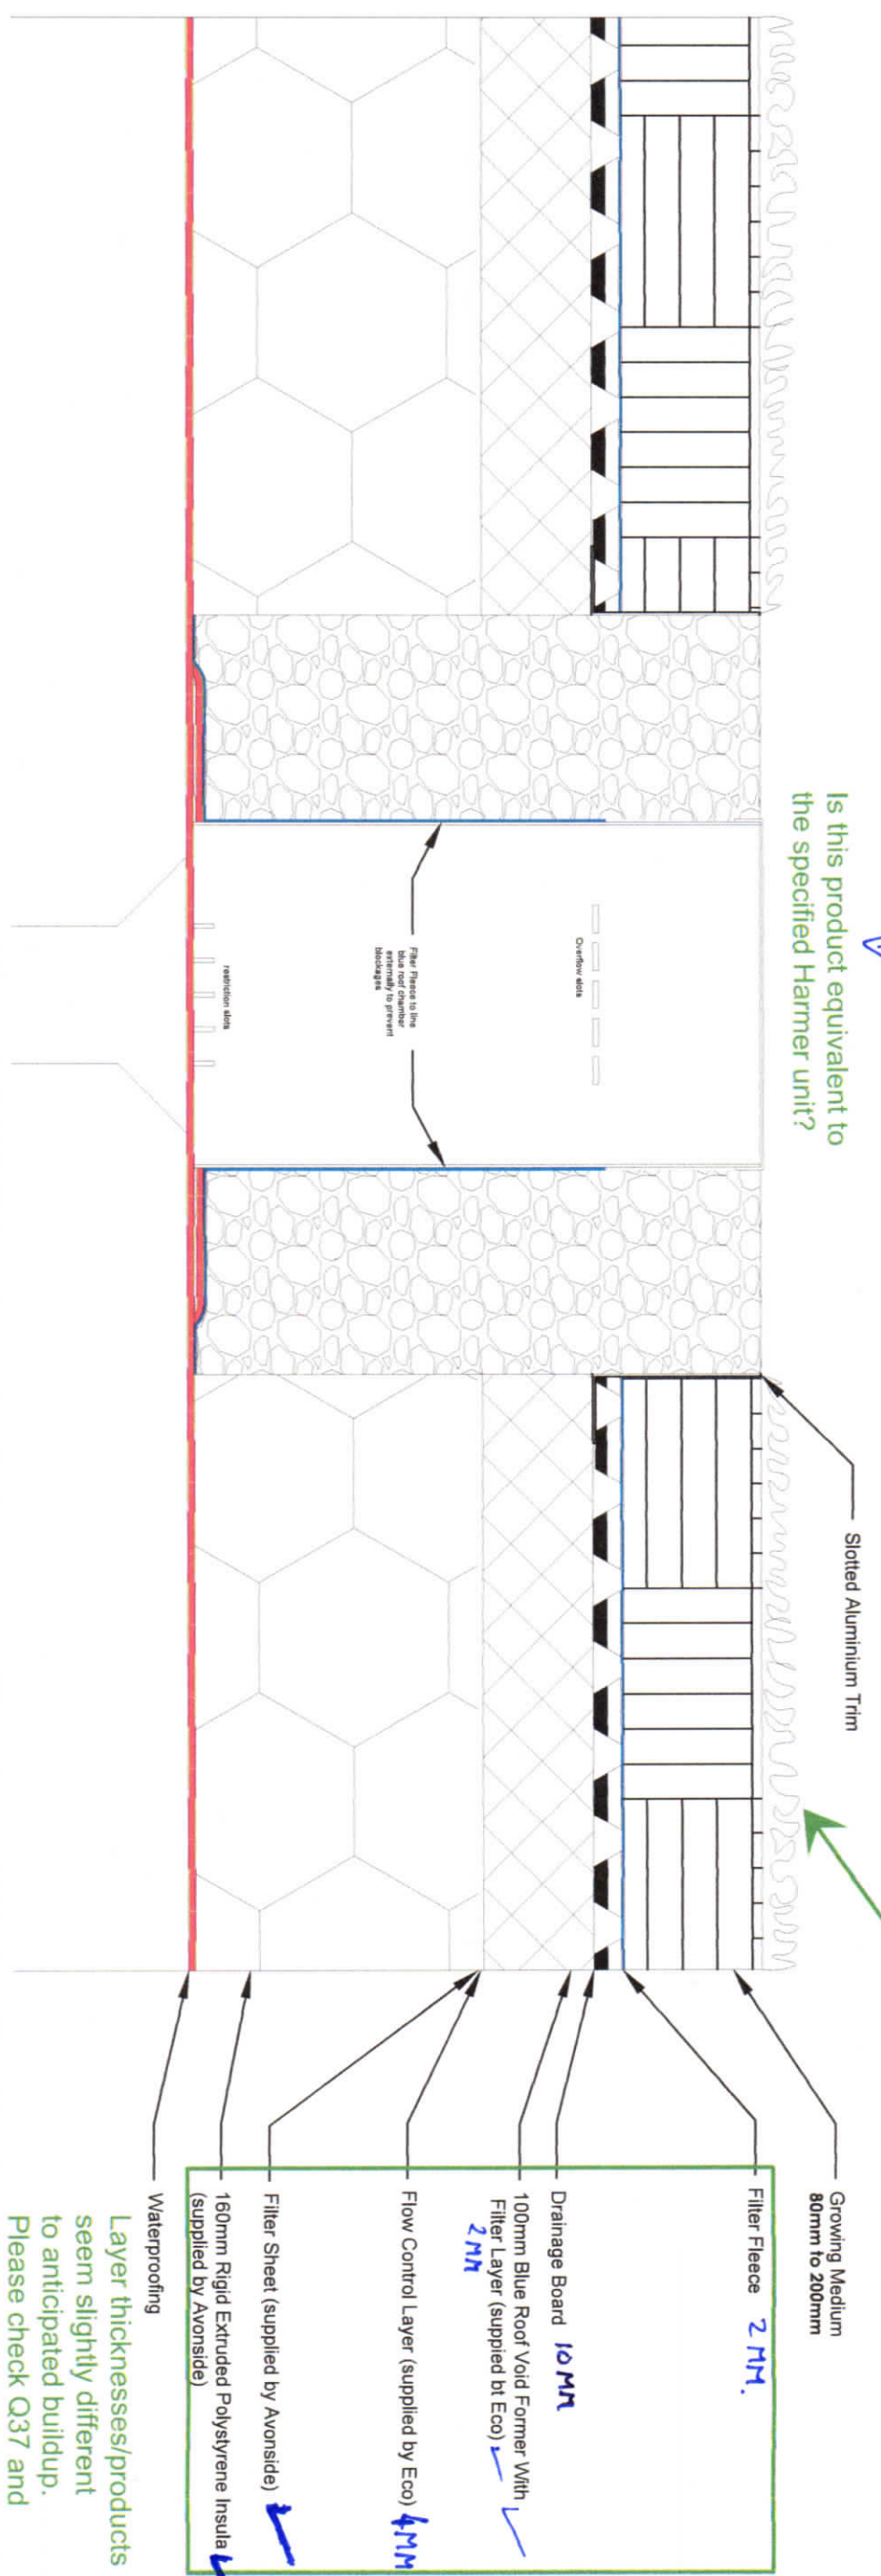 Is this product equivalent to
the specified Harmer unit?
Slotted Aluminium Trim
Overflow slots
Filter Fleece to line
blue roof chamber
externally to prevent
blockages
restriction slots
Growing Medium
80mm to 200mm
Filter Fleece 2 MM.
Drainage Board 10 MM
100mm Blue Roof Void Former With
Filter Layer (suppied bt Eco)
2 MM
Flow Control Layer (supplied by Eco) 4 MM
Filter Sheet (supplied by Avonside)
160mm Rigid Extruded Polystyrene Insula
(supplied by Avonside)
Waterproofing
Layer thicknesses/products
seem slightly different
to anticipated buildup.
Please check Q37 and